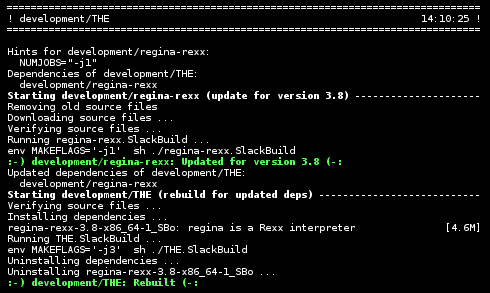 ================================================================================
! development/THE 14:10:25 !
================================================================================
Hints for development/regina-rexx:
NUMJOBS="-j1"
Dependencies of development/THE:
development/regina-rexx
Starting development/regina-rexx (update for version 3.8) ---------------------
Removing old source files
Downloading source files ...
Verifying source files ...
Running regina-rexx.SlackBuild ...
env MAKEFLAGS='-j1' sh ./regina-rexx.SlackBuild
:-) development/regina-rexx: Updated for version 3.8 (-:
Updated dependencies of development/THE:
development/regina-rexx
Starting development/THE (rebuild for updated deps) ---------------------------
Verifying source files ...
Installing dependencies ...
regina-rexx-3.8-x86_64-1_SBo: regina is a Rexx interpreter [4.6M]
Running THE.SlackBuild ...
env MAKEFLAGS='-j3' sh ./THE.SlackBuild
Uninstalling dependencies ...
Uninstalling regina-rexx-3.8-x86_64-1_SBo ...
:-) development/THE: Rebuilt (-: